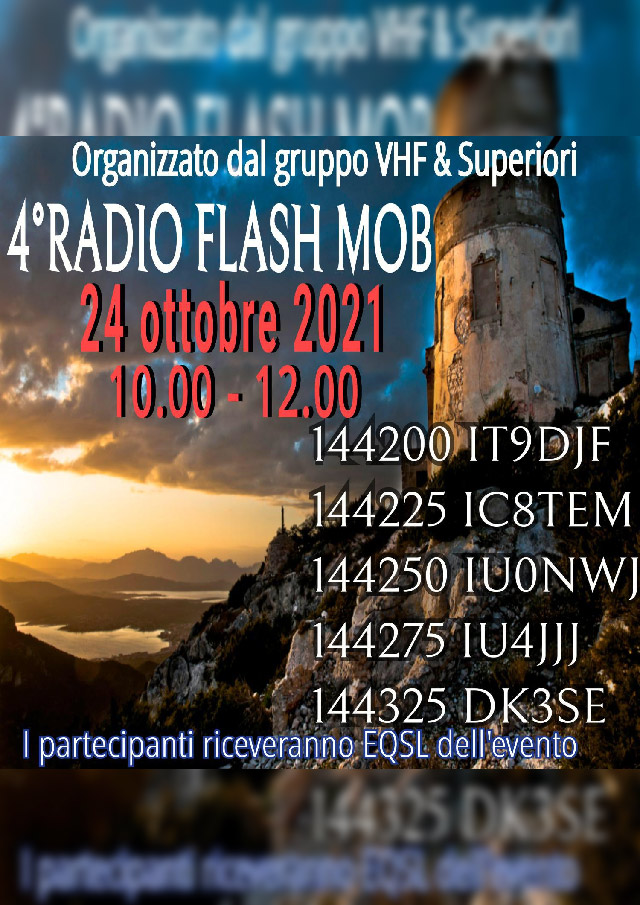 Organizzato dal gruppo VHF & Superiori
4°RADIO FLASH MOB
24 ottobre 2021
10.00 - 12.00
144200 IT9DJF
144225 IC8TEM
144250 IU0NWJ
144275 IU4JJJ
144325 DK3SE
I partecipanti riceveranno EQSL dell'evento